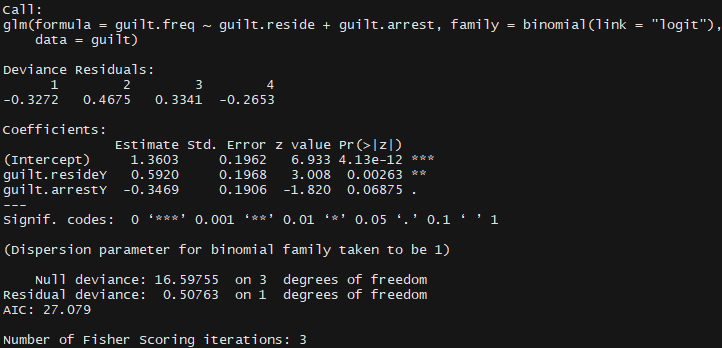 Call:
glm(formula = guilt.freq ~ guilt.reside + guilt.arrest, family = binomial(link = "logit"),
    data = guilt)
Deviance Residuals:
      1        2        3        4
-0.3272   0.4675   0.3341  -0.2653
Coefficients:
              Estimate Std. Error z value Pr(>|z|)
(Intercept)     1.3603     0.1962   6.933 4.13e-12 ***
guilt.resideY   0.5920     0.1968   3.008  0.00263 **
guilt.arrestY  -0.3469     0.1906  -1.820  0.06875 .
---
Signif. codes:  0 ‘***’ 0.001 ‘**’ 0.01 ‘*’ 0.05 ‘.’ 0.1 ‘ ’ 1
(Dispersion parameter for binomial family taken to be 1)
    Null deviance: 16.59755  on 3  degrees of freedom
Residual deviance:  0.50763  on 1  degrees of freedom
AIC: 27.079
Number of Fisher Scoring iterations: 3